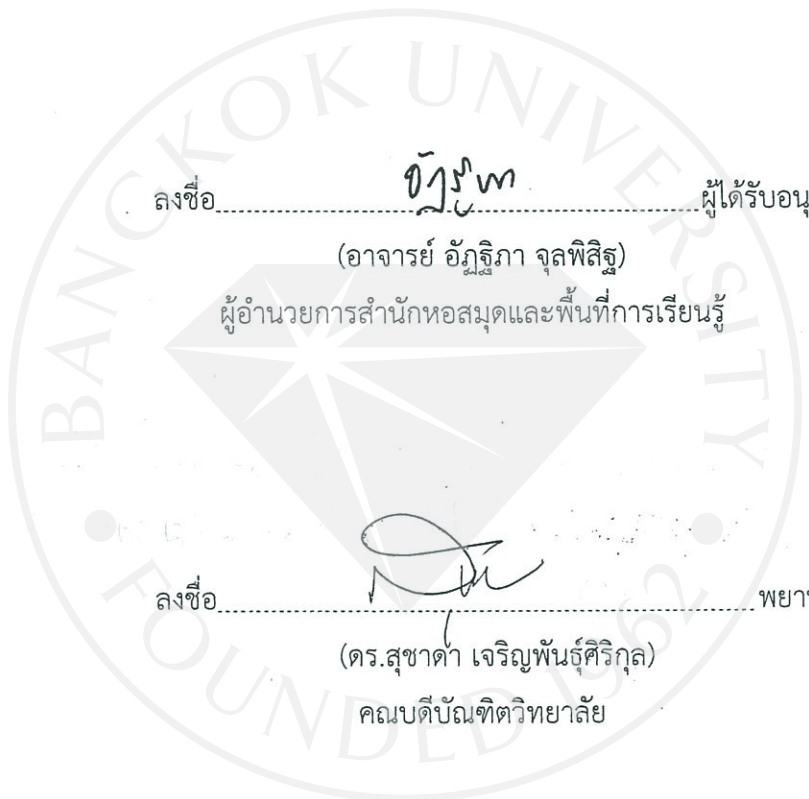 BANGKOK UNIVERSITY
ลงชื่อ ผู้ได้รับอนุ
(อาจารย์ อัฏฐิภา จุลพิสิฐ)
ผู้อำนวยการสำนักหอสมุดและพื้นที่การเรียนรู้
ลงชื่อ พยา
(ดร.สุชาดา เจริญพันธุ์ศิริกุล)
คณบดีบัณฑิตวิทยาลัย
FOUNDED 1962